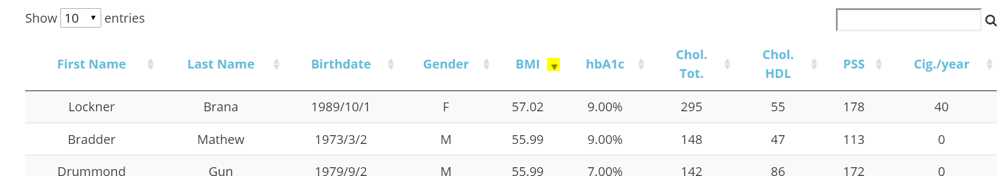 Show 10 entries
First Name Last Name Birthdate Gender BMI hbA1c Chol. Tot. Chol. HDL PSS Cig./year
Lockner Brana 1989/10/1 F 57.02 9.00% 295 55 178 40
Bradder Mathew 1973/3/2 M 55.99 9.00% 148 47 113 0
Drummond Gun 1979/9/2 M 55.99 7.00% 142 86 172 0